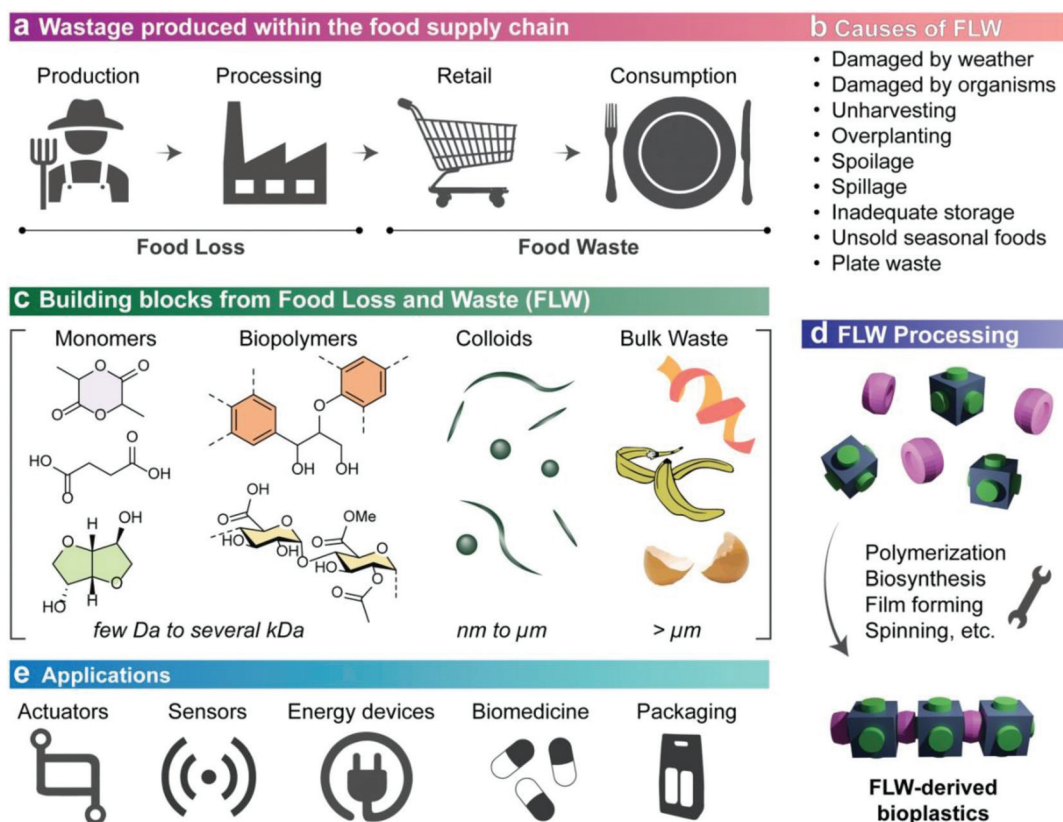 a Wastage produced within the food supply chain
Production
Processing
Retail
Consumption
Food Loss
Food Waste
b Causes of FLW
• Damaged by weather
• Damaged by organisms
• Unharvesting
• Overplanting
• Spoilage
• Spillage
• Inadequate storage
• Unsold seasonal foods
• Plate waste
c Building blocks from Food Loss and Waste (FLW)
Monomers
Biopolymers
Colloids
Bulk Waste
O
O
O
O
HO
O
O
OH
H
OH
O
O
HO
H
O
OH
HO
O
OH
O
HO
OH
O
O
OMe
O
HO
O
O
O
few Da to several kDa
nm to µm
> µm
d FLW Processing
Polymerization
Biosynthesis
Film forming
Spinning, etc.
FLW-derived
bioplastics
e Applications
Actuators
Sensors
Energy devices
Biomedicine
Packaging